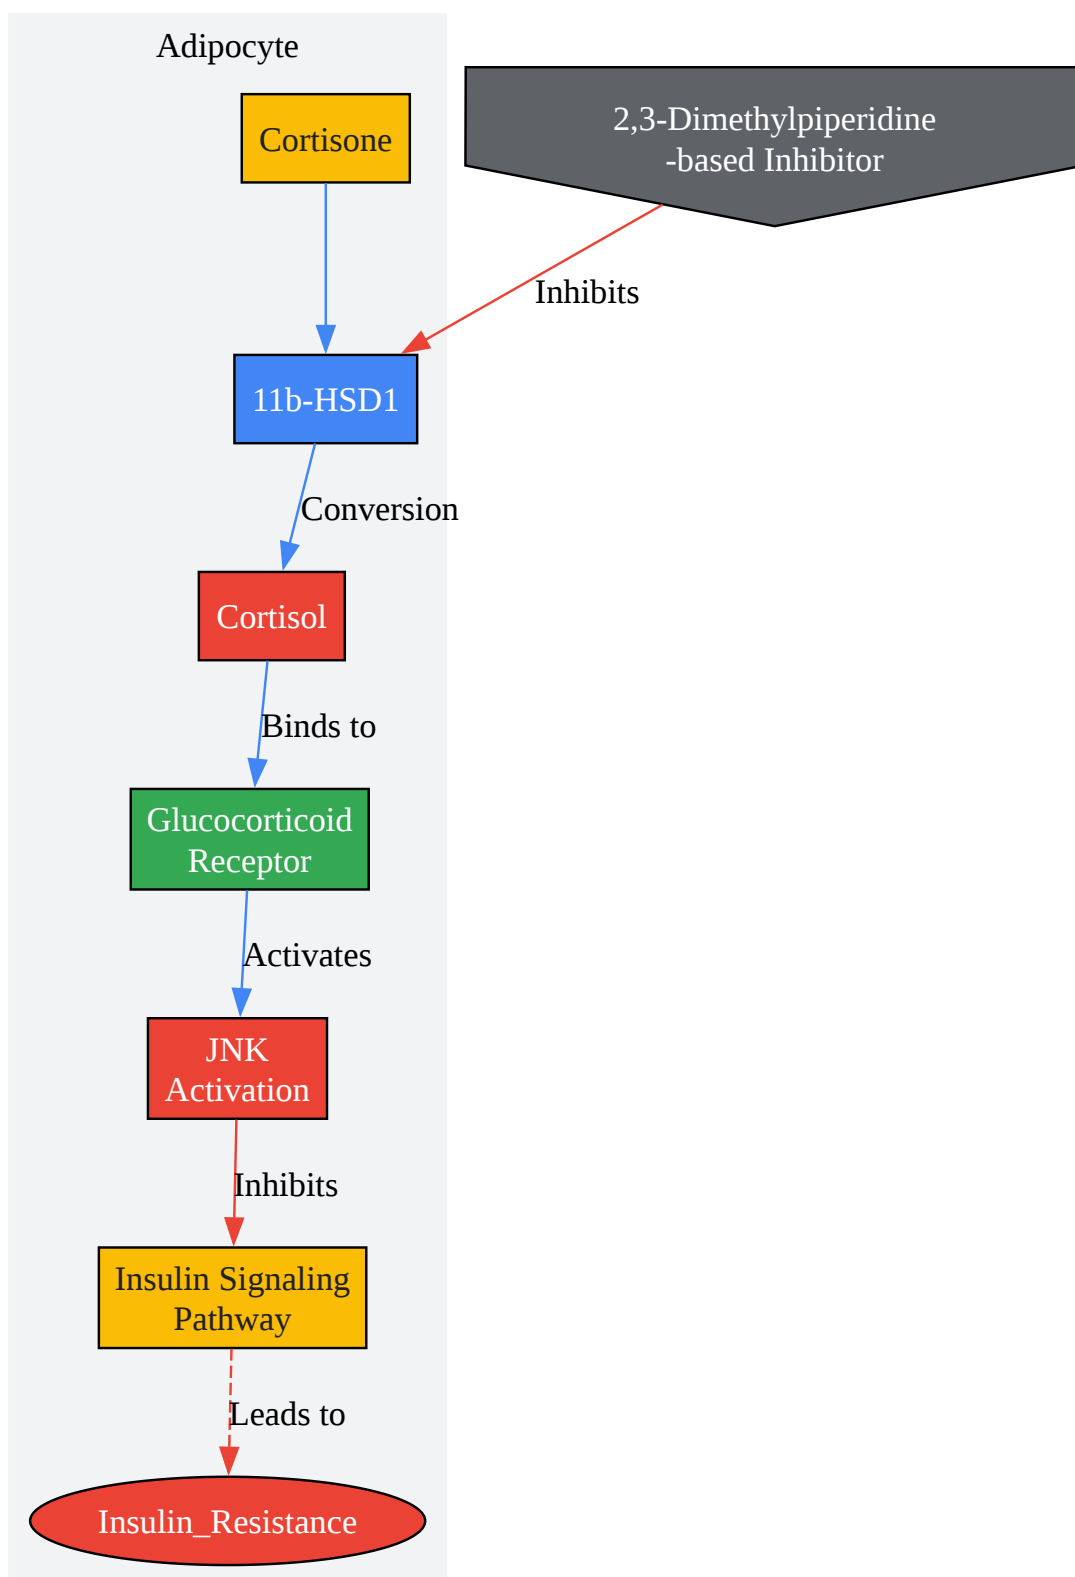 Adipocyte
Cortisone
2,3-Dimethylpiperidine
-based Inhibitor
Inhibits
11b-HSD1
Conversion
Cortisol
Binds to
Glucocorticoid
Receptor
Activates
JNK
Activation
Inhibits
Insulin Signaling
Pathway
Leads to
Insulin_Resistance